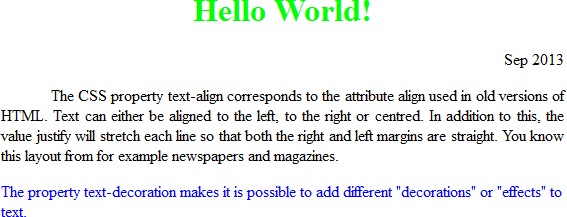 Hello World!
Sep 2013
The CSS property text-align corresponds to the attribute align used in old versions of
HTML. Text can either be aligned to the left, to the right or centred. In addition to this, the
value justify will stretch each line so that both the right and left margins are straight. You know
this layout from for example newspapers and magazines.
The property text-decoration makes it is possible to add different "decorations" or "effects" to
text.